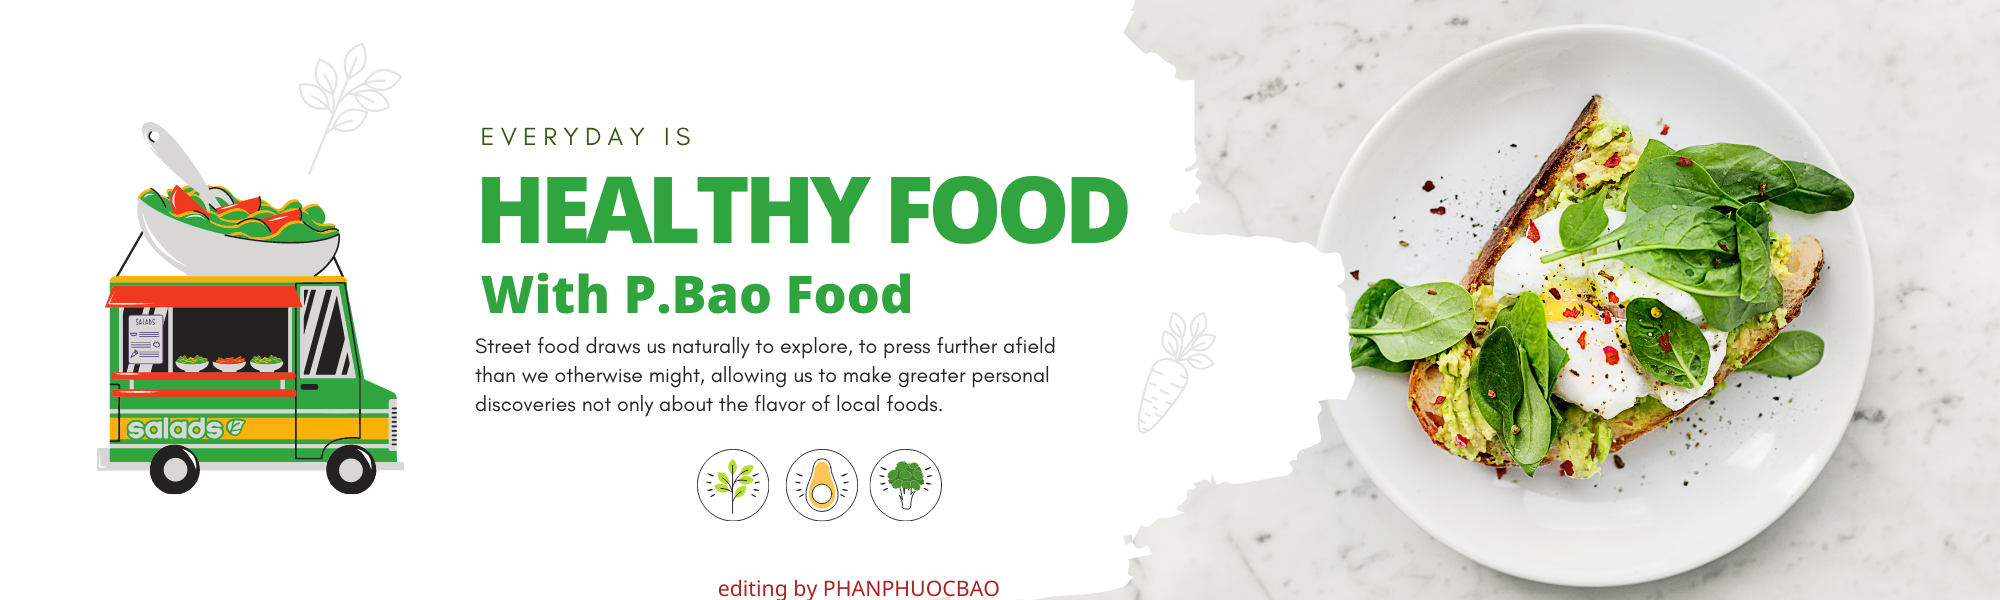 EVERYDAY IS
HEALTHY FOOD
With P.Bao Food
Street food draws us naturally to explore, to press further afield
than we otherwise might, allowing us to make greater personal
discoveries not only about the flavor of local foods.
SALADS
salads
editing by PHANPHUOCBAO